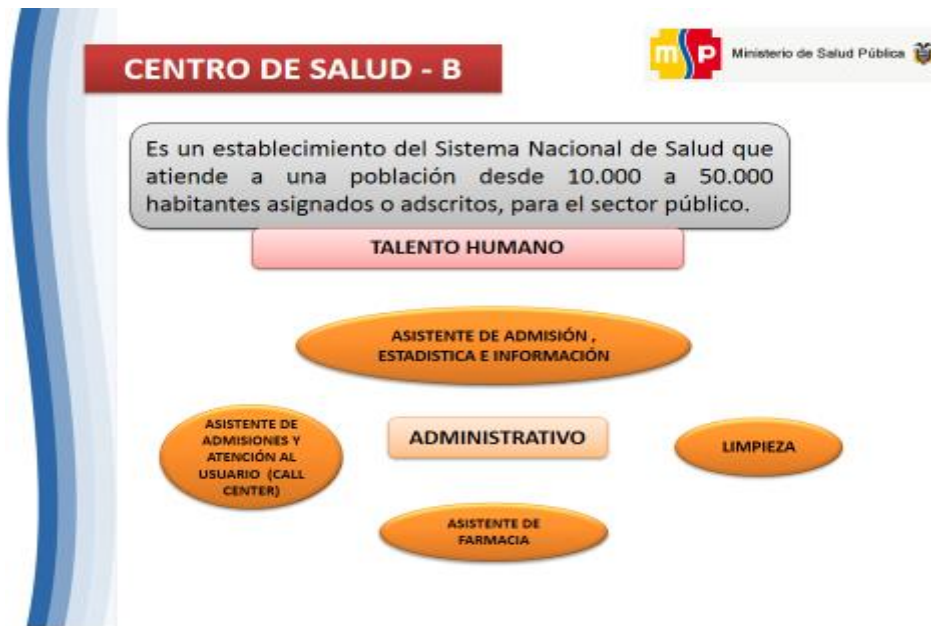 CENTRO DE SALUD - B
msp
Ministerio de Salud Pública
Es un establecimiento del Sistema Nacional de Salud que
atiende a una población desde 10.000 a 50.000
habitantes asignados o adscritos, para el sector público.
TALENTO HUMANO
ASISTENTE DE ADMISIÓN ,
ESTADISTICA E INFORMACIÓN
ASISTENTE DE
ADMISIONES Y
ATENCIÓN AL
USUARIO (CALL
CENTER)
ADMINISTRATIVO
LIMPIEZA
ASISTENTE DE
FARMACIA